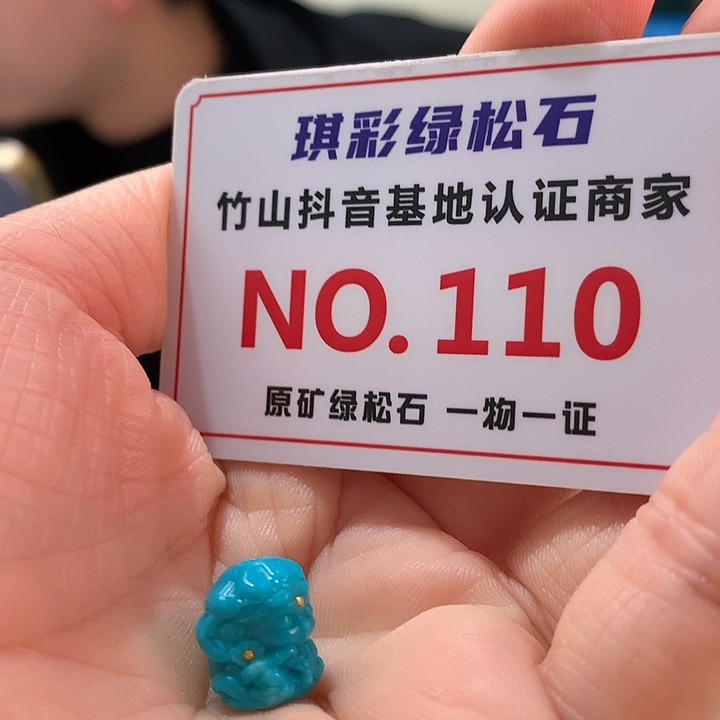 琪彩绿松石
竹山抖音基地认证商家
NO.110
原矿绿松石 一物一证